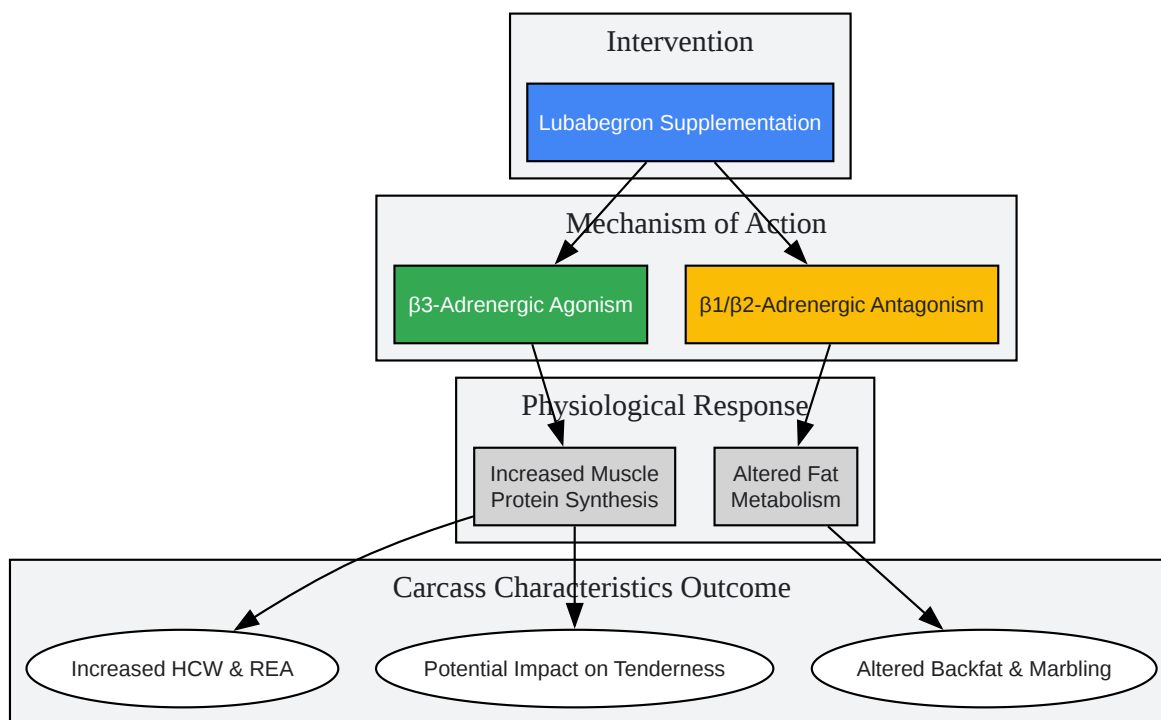 Intervention
Lubabegron Supplementation
Mechanism of Action
β3-Adrenergic Agonism
β1/β2-Adrenergic Antagonism
Physiological Response
Increased Muscle
Protein Synthesis
Altered Fat
Metabolism
Carcass Characteristics Outcome
Increased HCW & REA
Potential Impact on Tenderness
Altered Backfat & Marbling